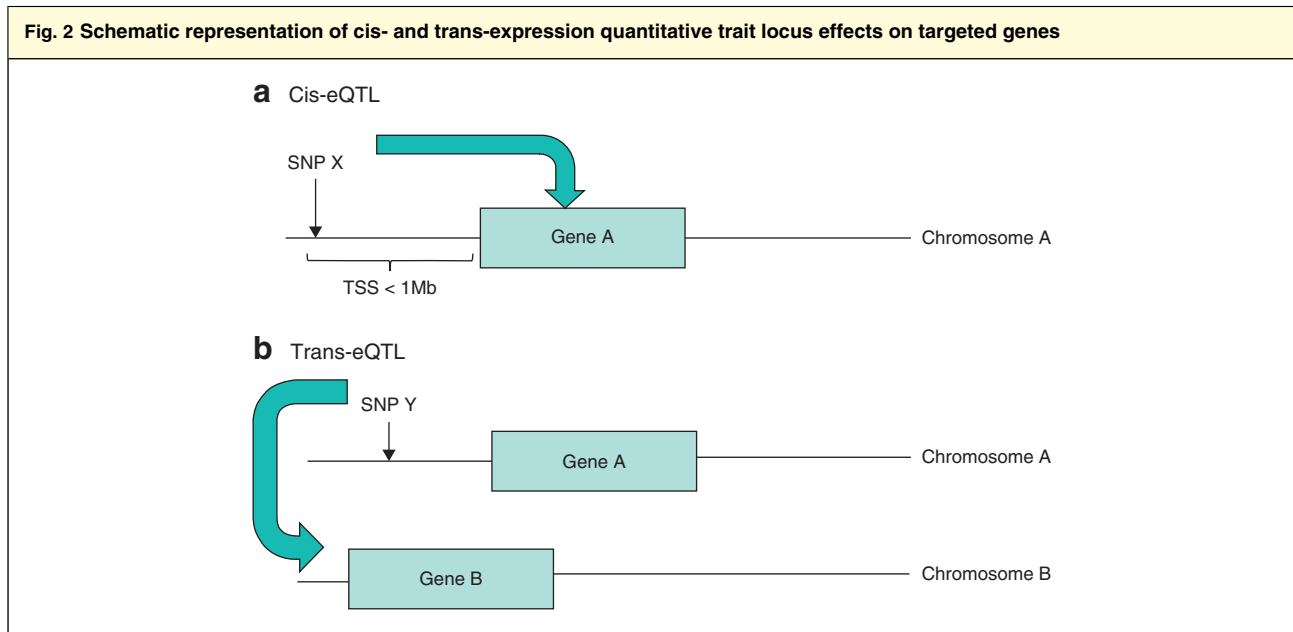 Fig. 2 Schematic representation of cis- and trans-expression quantitative trait locus effects on targeted genes
a Cis-eQTL
SNP X
Gene A
Chromosome A
TSS < 1Mb
b Trans-eQTL
SNP Y
Gene A
Chromosome A
Gene B
Chromosome B